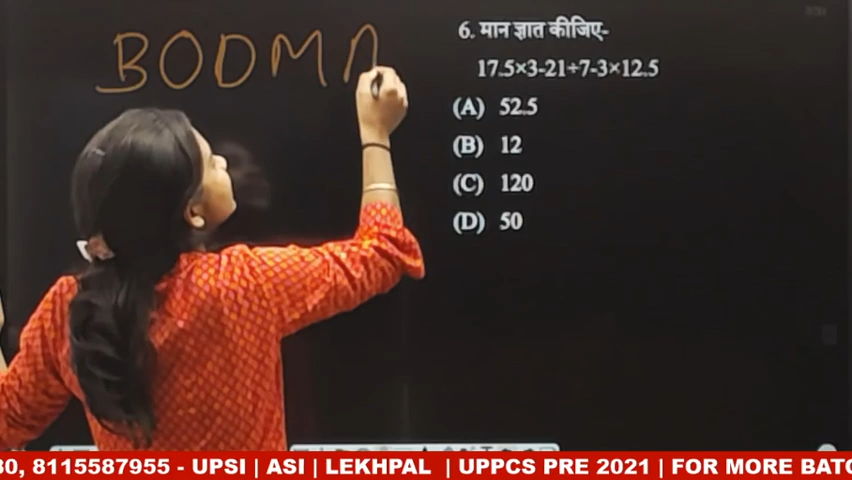 BODMA
6. मान ज्ञात कीजिए-
17.5×3-21+7-3×12.5
(A) 52.5
(B) 12
(C) 120
(D) 50
30, 8115587955 - UPSI | ASI | LEKHPAL | UPPCS PRE 2021 | FOR MORE BATC